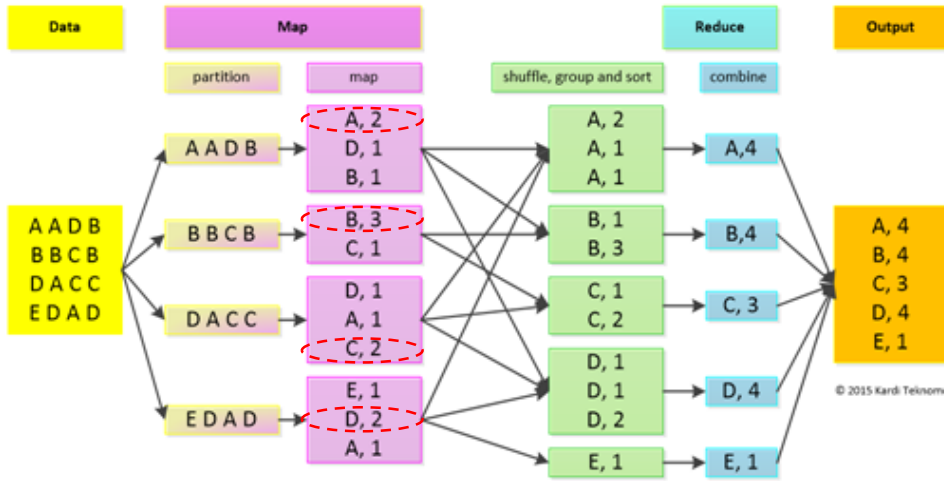 Data
Map
Reduce
Output
partition
map
shuffle, group and sort
combine
A A D B
B B C B
D A C C
E D A D
A A D B
B B C B
D A C C
E D A D
A, 2
D, 1
B, 1
B, 3
C, 1
D, 1
A, 1
C, 2
E, 1
D, 2
A, 1
A, 2
A, 1
A, 1
B, 1
B, 3
C, 1
C, 2
D, 1
D, 1
D, 2
E, 1
A,4
B,4
C, 3
D, 4
E, 1
A, 4
B, 4
C, 3
D, 4
E, 1
© 2015 Kardi Teknomo